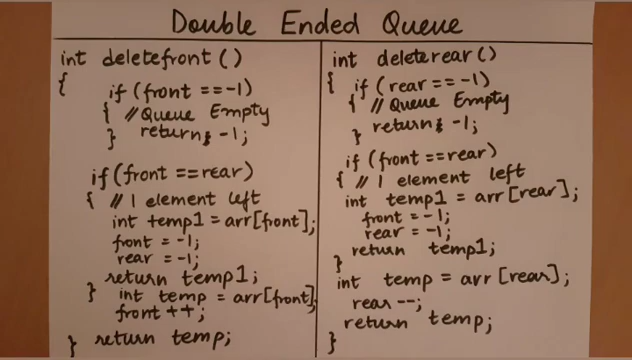 Double Ended Queue
int deletefront ()
{
if (front == -1)
{ // Queue Empty
} return; -1;
if (front == rear)
{ // 1 element left
int temp1 = arr[front];
front = -1;
rear = -1;
return temp1;
} int temp = arr[front];
front ++;
} return temp;
int deleterear ()
{ if (rear == -1)
{ // Queue Empty
} return; -1;
if (front == rear)
{ // 1 element left
int temp1 = arr [rear];
front = -1;
rear = -1;
return temp1;
}
int temp = arr [rear];
rear --;
return temp;
}